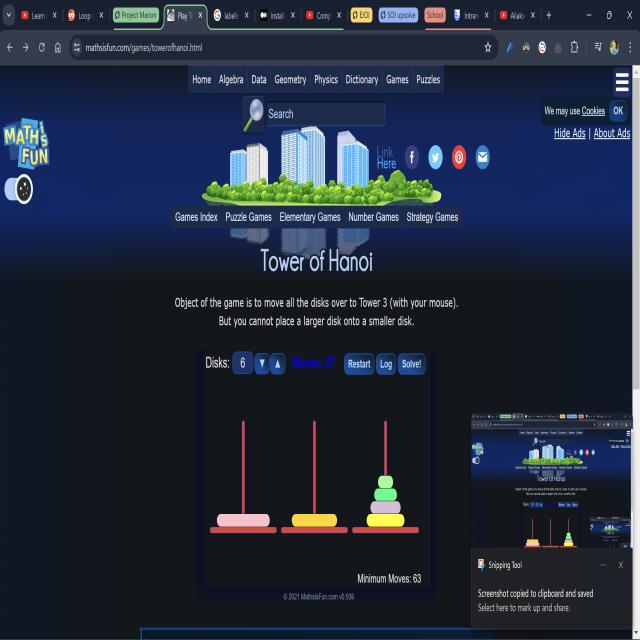 Learn
Loop
Project Marion
Play T
labelin
Instal
Comp
EJOI
SOI upsolve
School
Intran
Aliaks
mathsisfun.com/games/towerofhanoi.html
Home Algebra Data Geometry Physics Dictionary Games Puzzles
Search
We may use Cookies OK
Hide Ads | About Ads
MATH'S FUN
Link Here
Games Index Puzzle Games Elementary Games Number Games Strategy Games
Tower of Hanoi
Object of the game is to move all the disks over to Tower 3 (with your mouse).
But you cannot place a larger disk onto a smaller disk.
Disks: 6 ▼ ▲ Moves: 27 Restart Log Solve!
Minimum Moves: 63
© 2021 MathsIsFun.com v0.936
Snipping Tool
Screenshot copied to clipboard and saved
Select here to mark up and share.